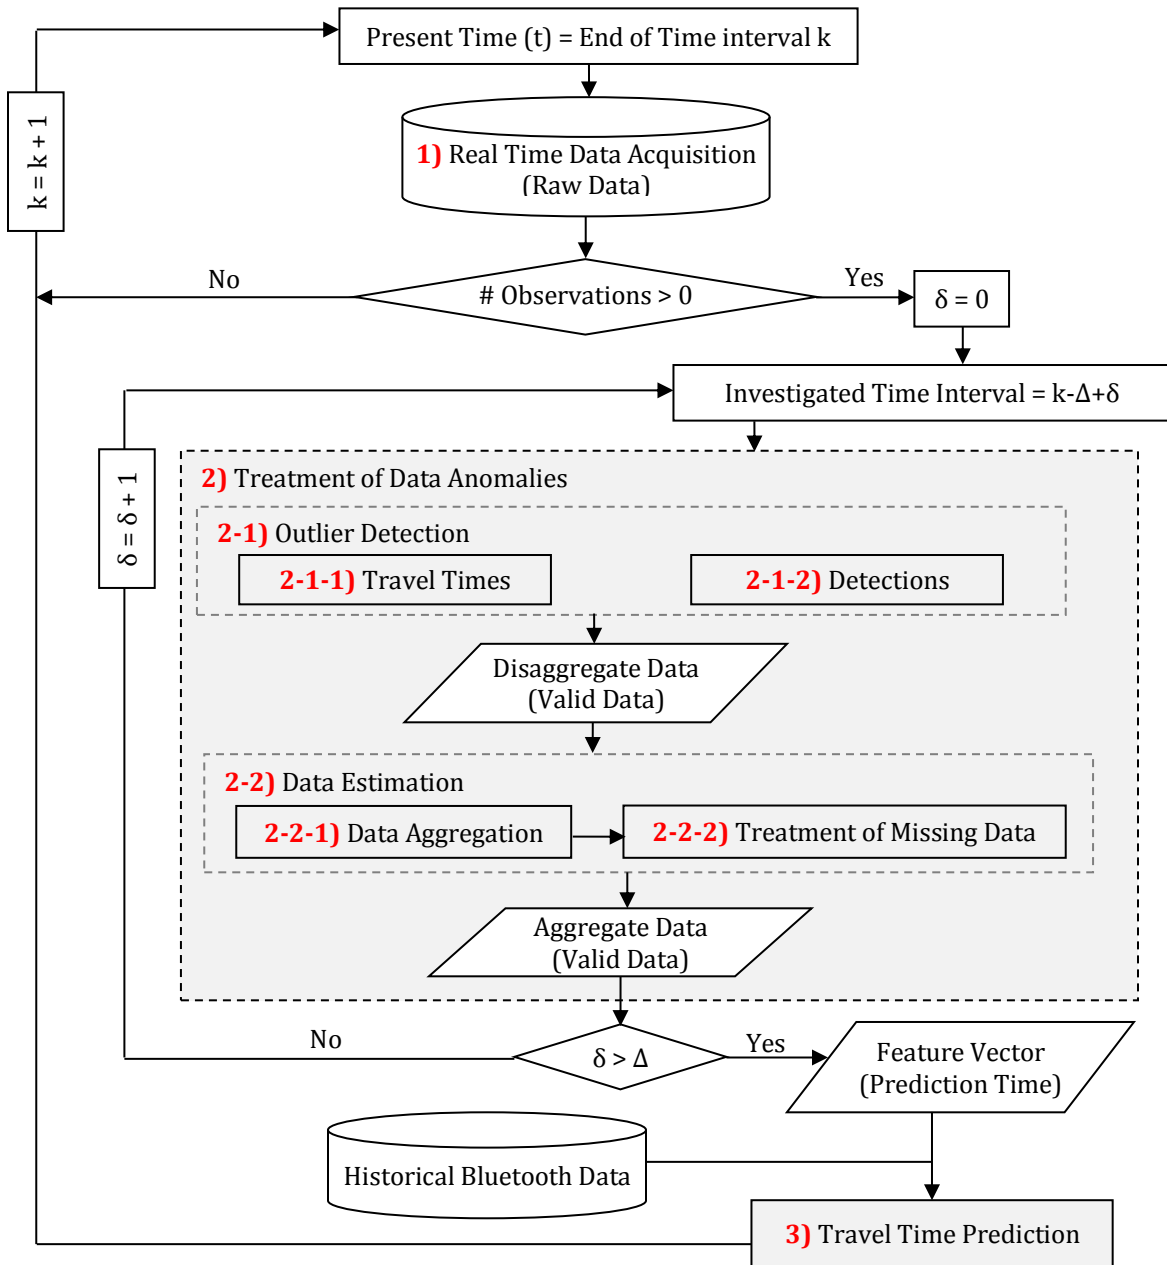 Present Time (t) = End of Time interval k
k = k + 1
1) Real Time Data Acquisition
(Raw Data)
No
# Observations > 0
Yes
δ = 0
Investigated Time Interval = k-Δ+δ
δ = δ + 1
2) Treatment of Data Anomalies
2-1) Outlier Detection
2-1-1) Travel Times
2-1-2) Detections
Disaggregate Data
(Valid Data)
2-2) Data Estimation
2-2-1) Data Aggregation
2-2-2) Treatment of Missing Data
Aggregate Data
(Valid Data)
No
δ > Δ
Yes
Feature Vector
(Prediction Time)
Historical Bluetooth Data
3) Travel Time Prediction